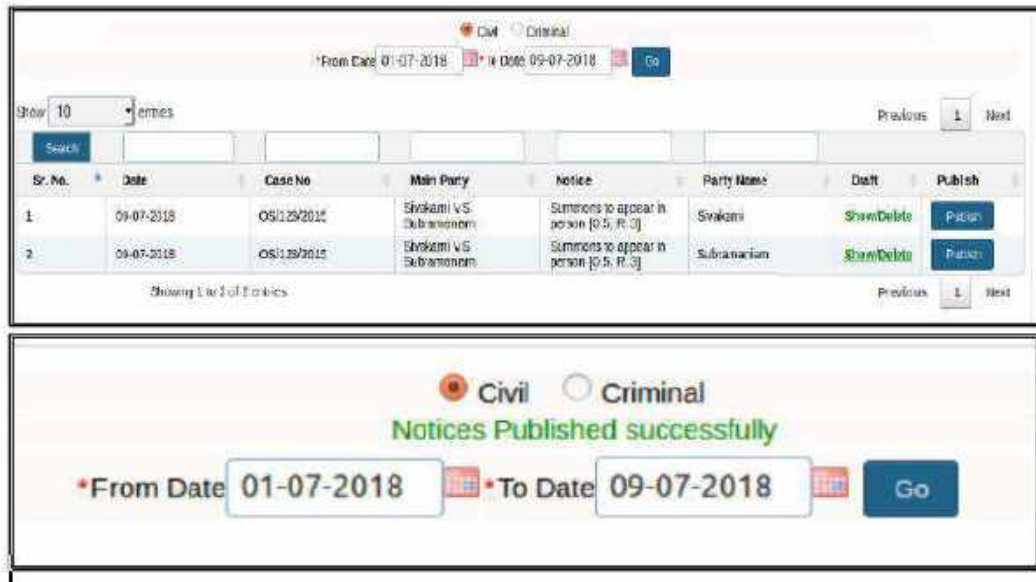 Civil Criminal
*From Date 01-07-2018 * To Date 09-07-2018 Go
Show 10 entries
Previous 1 Next
Search
Sr. No. Date Case No Main Party Notice Party Name Draft Publish
1 09-07-2018 OS/129/2015 Sivakami v.S Summons to appear in person [O.5, R. 3] Sivakami Show/Delete Publish
2 09-07-2018 OS/129/2015 Sivakami v.S Summons to appear in person [O.5, R. 3] Subramaniam Show/Delete Publish
Showing 1 to 2 of 2 entries
Previous 1 Next
Civil Criminal
Notices Published successfully
*From Date 01-07-2018 *To Date 09-07-2018 Go